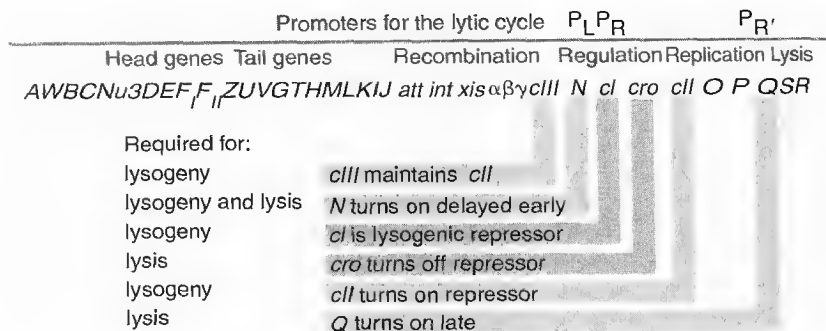 Promoters for the lytic cycle P_L P_R P_R′
Head genes Tail genes Recombination Regulation Replication Lysis
AWBCNu3DEF_I F_II ZUVGTHMLKIJ att int xis αβγ cIII N cI cro cII O P QSR
Required for:
lysogeny cIII maintains cII
lysogeny and lysis N turns on delayed early
lysogeny cI is lysogenic repressor
lysis cro turns off repressor
lysogeny cII turns on repressor
lysis Q turns on late